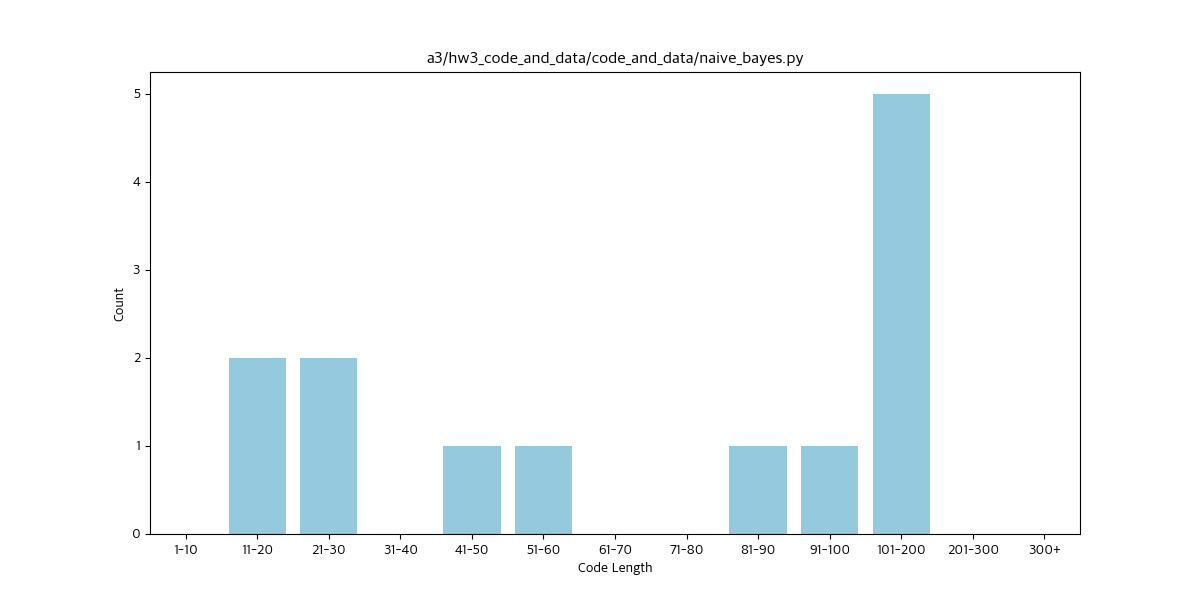 a3/hw3_code_and_data/code_and_data/naive_bayes.py
5
4
3
2
1
0
Count
1-10 11-20 21-30 31-40 41-50 51-60 61-70 71-80 81-90 91-100 101-200 201-300 300+
Code Length